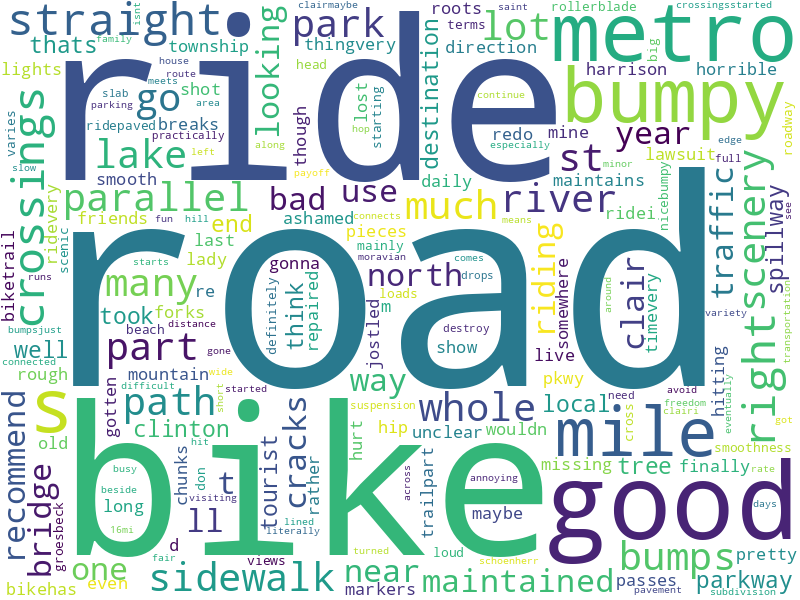 straight
clairmaybe
park
lot
roots
rollerblade
crossingsstarted
isnt
family
saint
thats
township
thingvery
terms
metro
lights
house
route
meets
looking
head
direction
big
harrison
horrible
ride
go
slab
parking
area
shot
lost
starting
destination
continue
bumpy
varies
crossings
ridepaved
breaks
practically
though
hop
redo
mine
edge
roadway
slow
lake
left
along
especially
st
year
smooth
payoff
daily
lawsuit
full
parallel
bad
use
much
maintains
minor
friends
fun
hill
ashamed
connects
river
ridei
nicebumpy
traffic
scenery
spillway
see
ridevery
scenic
end
pieces
means
last
mainly
moravian
comes
riding
somewhere
clair
timevery
biketrail
runs
starts
lady
gonna
north
drops
around
variety
road
many
re
definitely
think
repaired
loads
m
took
forks
jostled
destroy
transportation
bumpsjust
beach
distance
show
live
right
connected
well
part
gone
hitting
rough
mountain
wide
way
pkwy
difficult
started
need
avoid
s
path
short
suspension
whole
local
freedom
clairi
eventually
gotten
cracks
hurt
hip
wouldn
cross
got
recommend
clinton
unclear
mile
smoothness
old
hit
tourist
missing
tree
finally
rate
bridge
busy
chunks
don
t
rather
trailpart
across
annoying
bike
groesbeck
beside
visiting
long
ll
lined
maybe
good
days
d
16mi
literally
loud
turned
schoenherr
bumps
pretty
one
fair
views
near
pavement
passes
parkway
bikehas
even
sidewalk
markers
maintained
subdivision